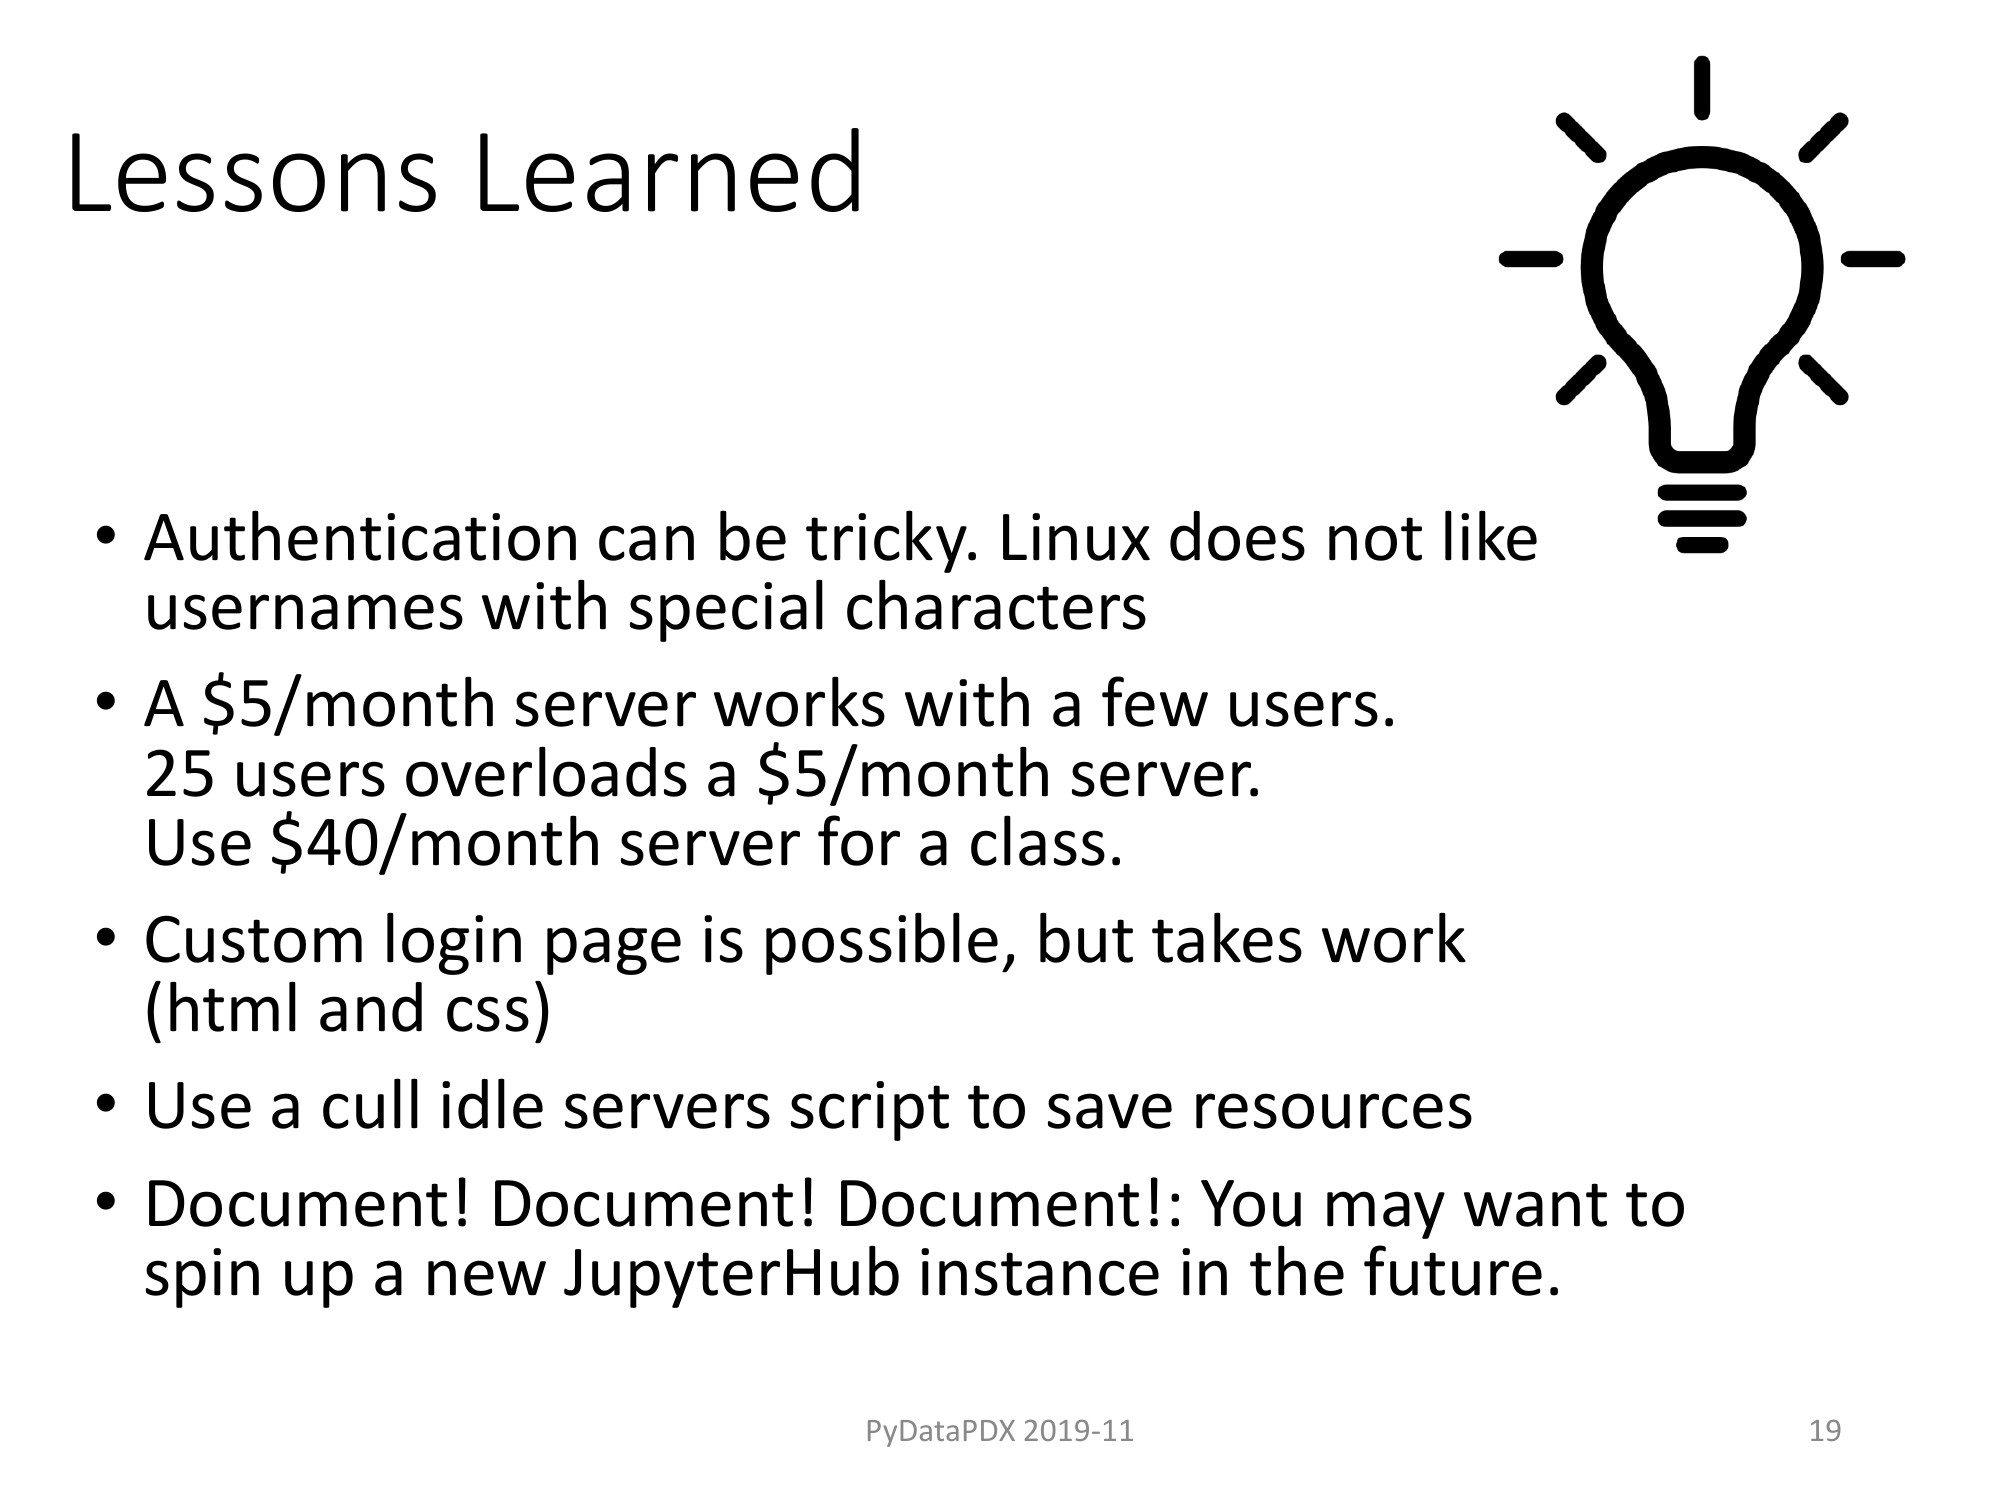 Lessons Learned
• Authentication can be tricky. Linux does not like
usernames with special characters
• A $5/month server works with a few users.
25 users overloads a $5/month server.
Use $40/month server for a class.
• Custom login page is possible, but takes work
(html and css)
• Use a cull idle servers script to save resources
• Document! Document! Document!: You may want to
spin up a new JupyterHub instance in the future.
PyDataPDX 2019-11
19